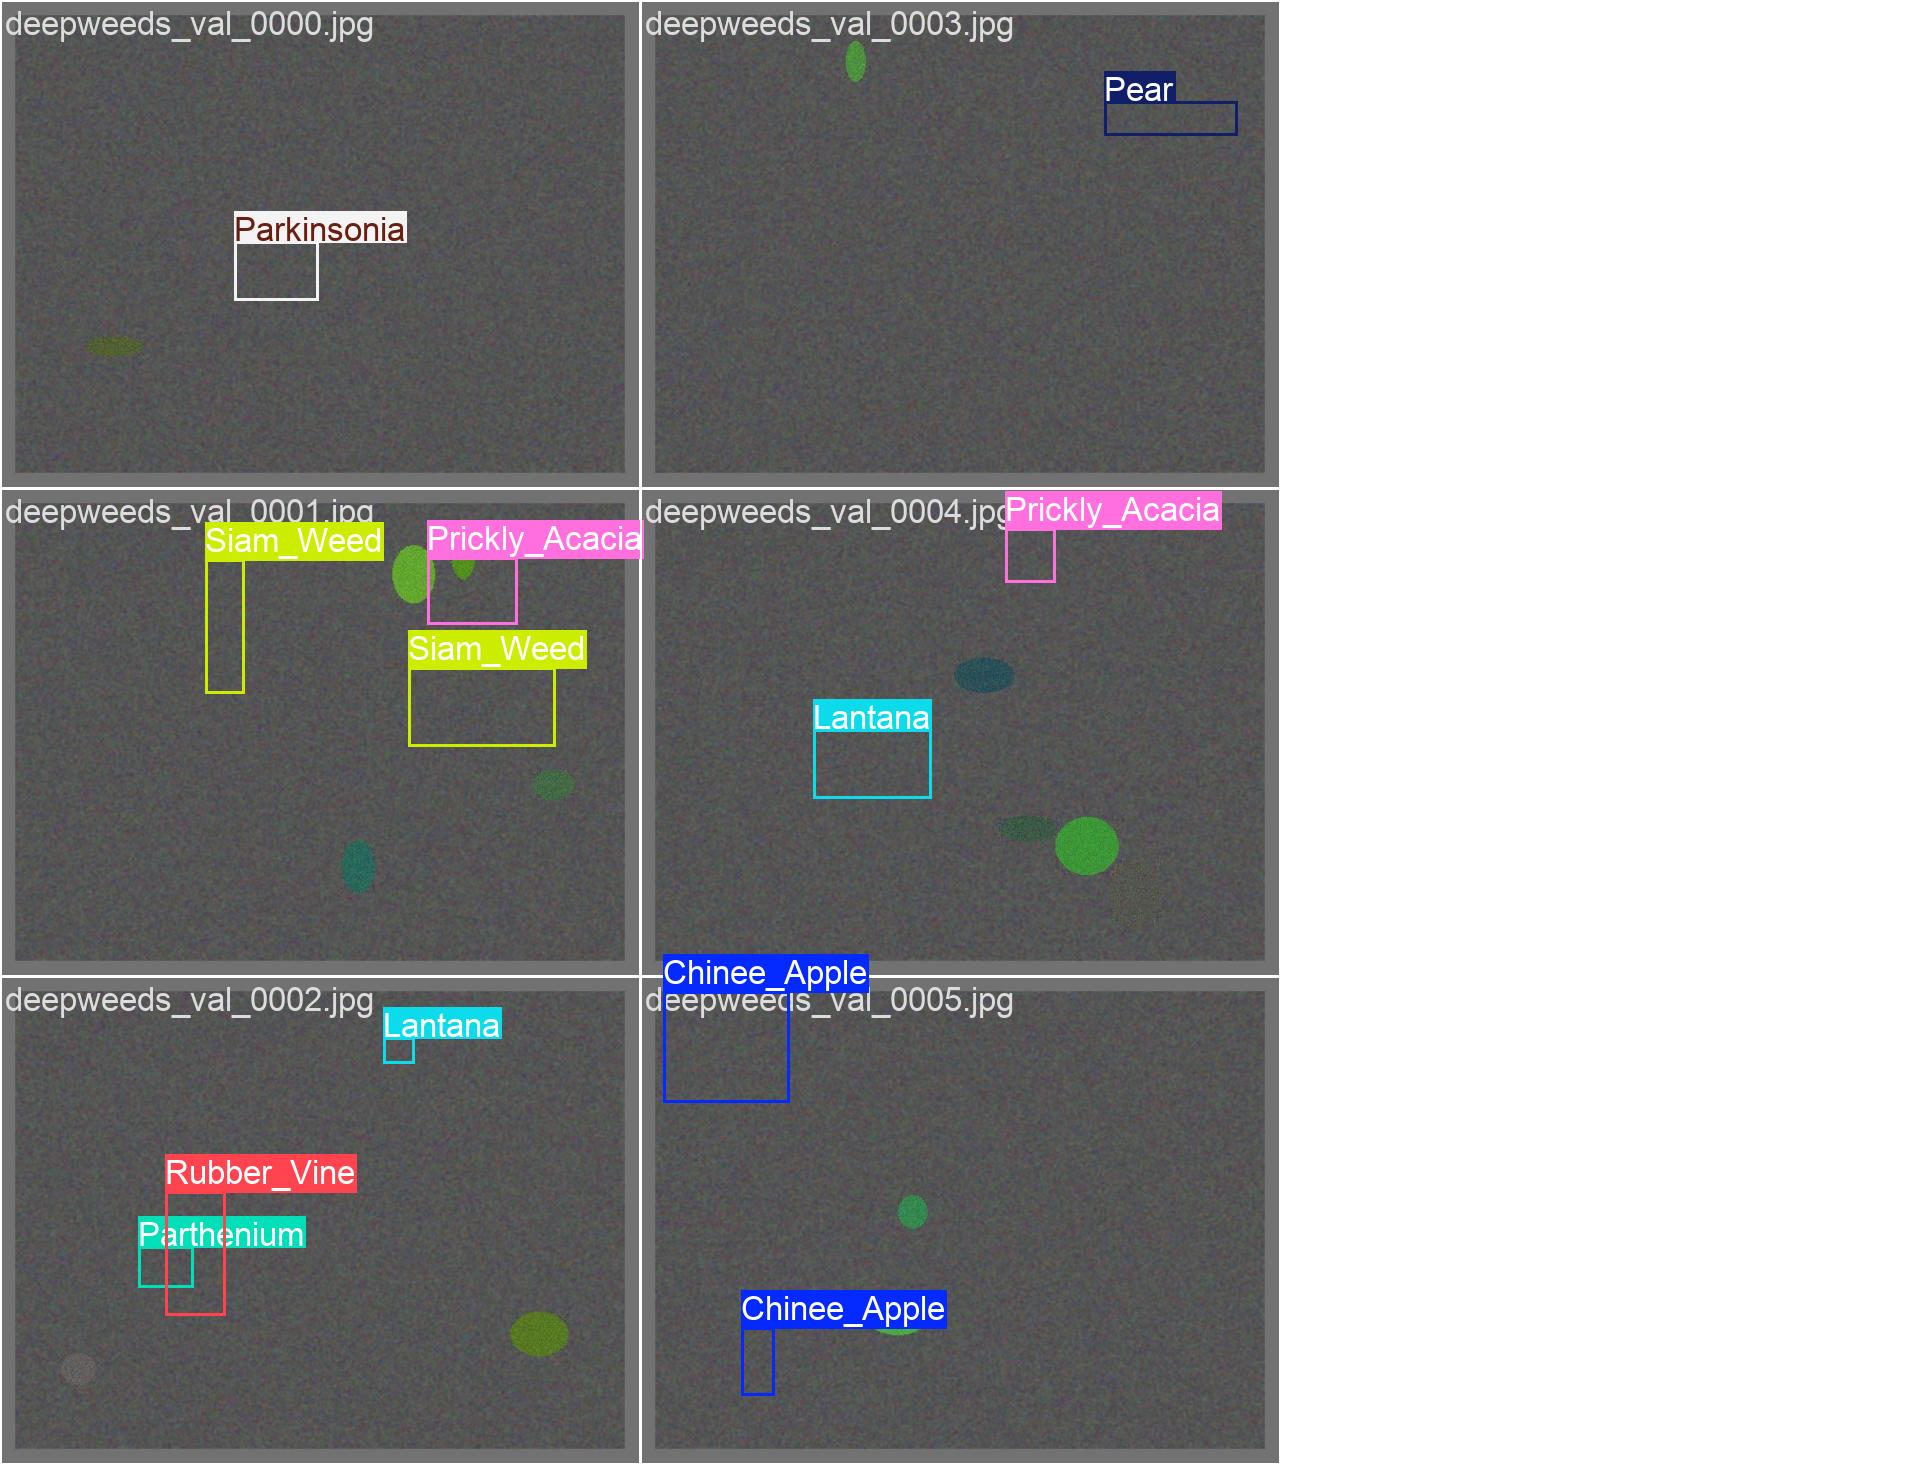 deepweeds_val_0000.jpg
Parkinsonia
deepweeds_val_0003.jpg
Pear
deepweeds_val_0001.jpg
Siam_Weed
Prickly_Acacia
Siam_Weed
deepweeds_val_0004.jpg
Prickly_Acacia
Lantana
deepweeds_val_0002.jpg
Lantana
Rubber_Vine
Parthenium
Chinee_Apple
deepweeds_val_0005.jpg
Chinee_Apple